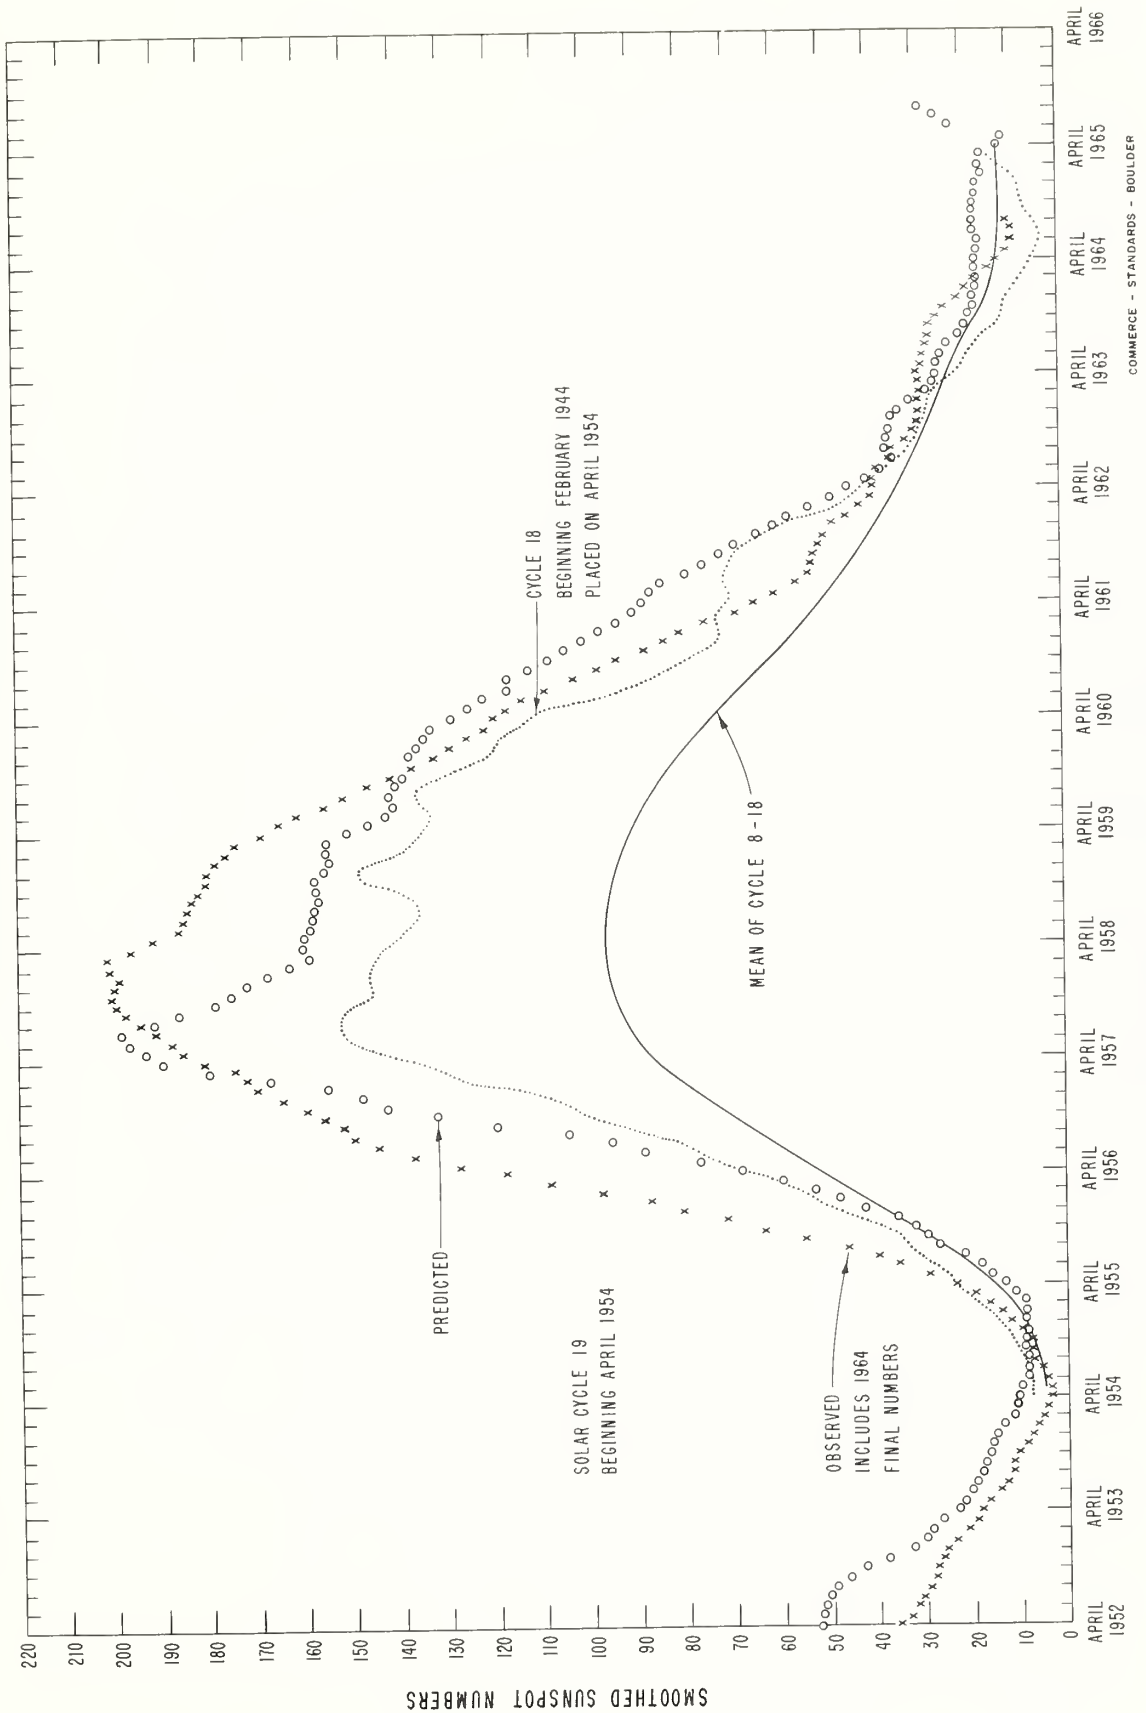 SMOOTHED SUNSPOT NUMBERS
220
210
200
190
180
170
160
150
140
130
120
110
100
90
80
70
60
50
40
30
20
10
0
PREDICTED
SOLAR CYCLE 19
BEGINNING APRIL 1954
OBSERVED
INCLUDES 1964
FINAL NUMBERS
CYCLE 18
BEGINNING FEBRUARY 1944
PLACED ON APRIL 1954
MEAN OF CYCLE 8-18
APRIL
1952
APRIL
1953
APRIL
1954
APRIL
1955
APRIL
1956
APRIL
1957
APRIL
1958
APRIL
1959
APRIL
1960
APRIL
1961
APRIL
1962
APRIL
1963
APRIL
1964
APRIL
1965
APRIL
1966
COMMERCE - STANDARDS - BOULDER